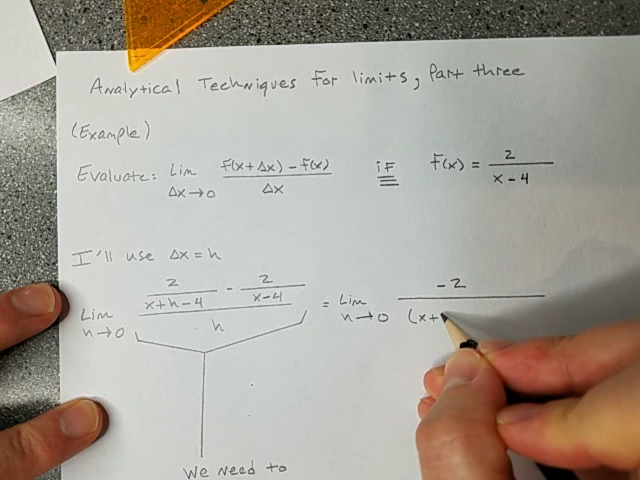 Analytical Techniques for limits, Part three
(Example)
Evaluate: Lim Δx→0 f(x+Δx) - f(x) / Δx if f(x) = 2 / x-4
I'll use Δx = h
Lim h→0 2 / x+h-4 - 2 / x-4 / h = Lim h→0 -2 / (x+
We need to